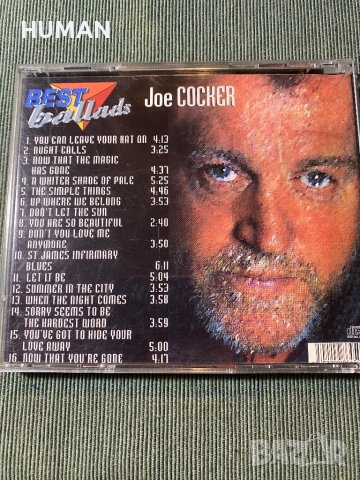 HUMAN
BEST
ballads
Joe COCKER
1. YOU CAN LEAVE YOUR HAT ON 4.13
2. NUGHT CALLS 3:25
3. NOW THAT THE MAGIC
HAS GONE 4.37
4. A WHITER SHADE OF PALE 5:25
5. THE SIMPLE THINGS 4.46
6. UP WHERE WE BELONG 3:53
7. DON'T LET THE SUN
8. YOU ARE SO BEAUTIFUL 2:40
9. DON'T YOU LOVE ME
ANYMORE 3:50
10. ST JAMES INFIRMARY
BLUES 6:11
11. LET IT BE 5:04
12. SUMMER IN THE CITY 3:53
13. WHEN THE NIGHT COMES 3:58
14. SORRY SEEMS TO BE
THE HARDEST WORD 3:59
15. YOU'VE GOT TO HIDE YOUR
LOVE AWAY 5:00
16. NOW THAT YOU'RE GONE 4.17
BAZAR
bg